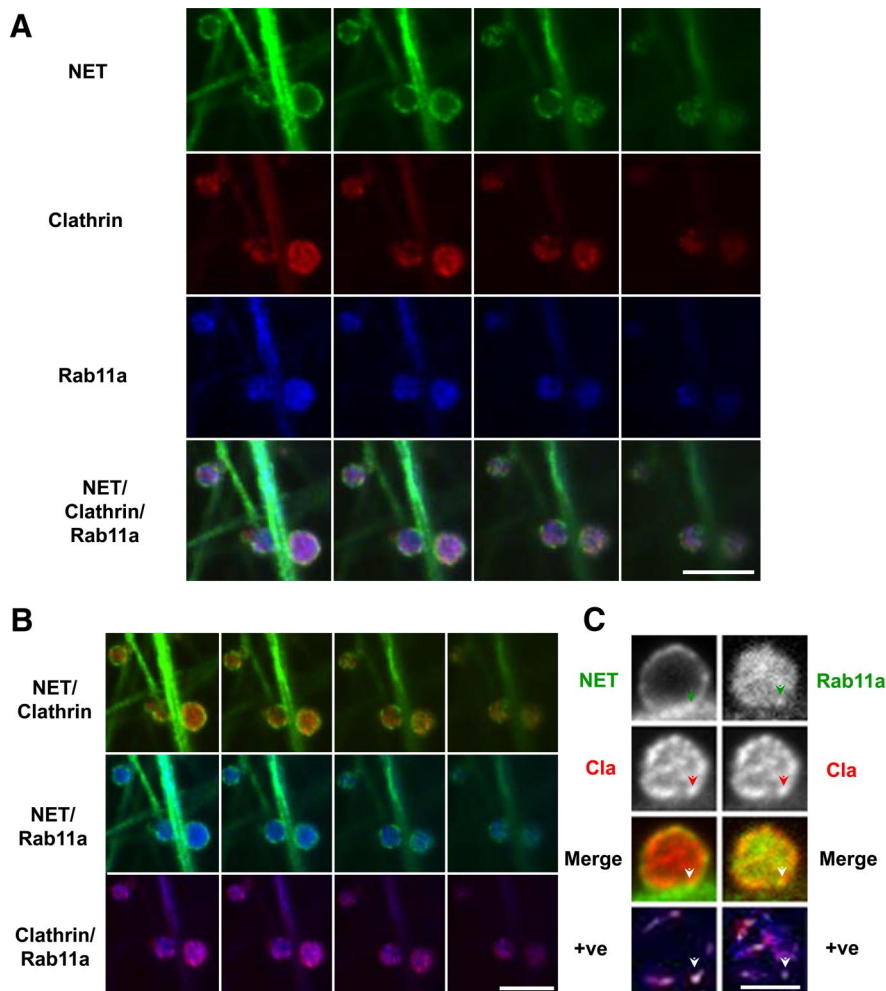 A
NET
Clathrin
Rab11a
NET/
Clathrin/
Rab11a
B
NET/
Clathrin
NET/
Rab11a
Clathrin/
Rab11a
C
NET
Rab11a
Cla
Cla
Merge
Merge
+ve
+ve